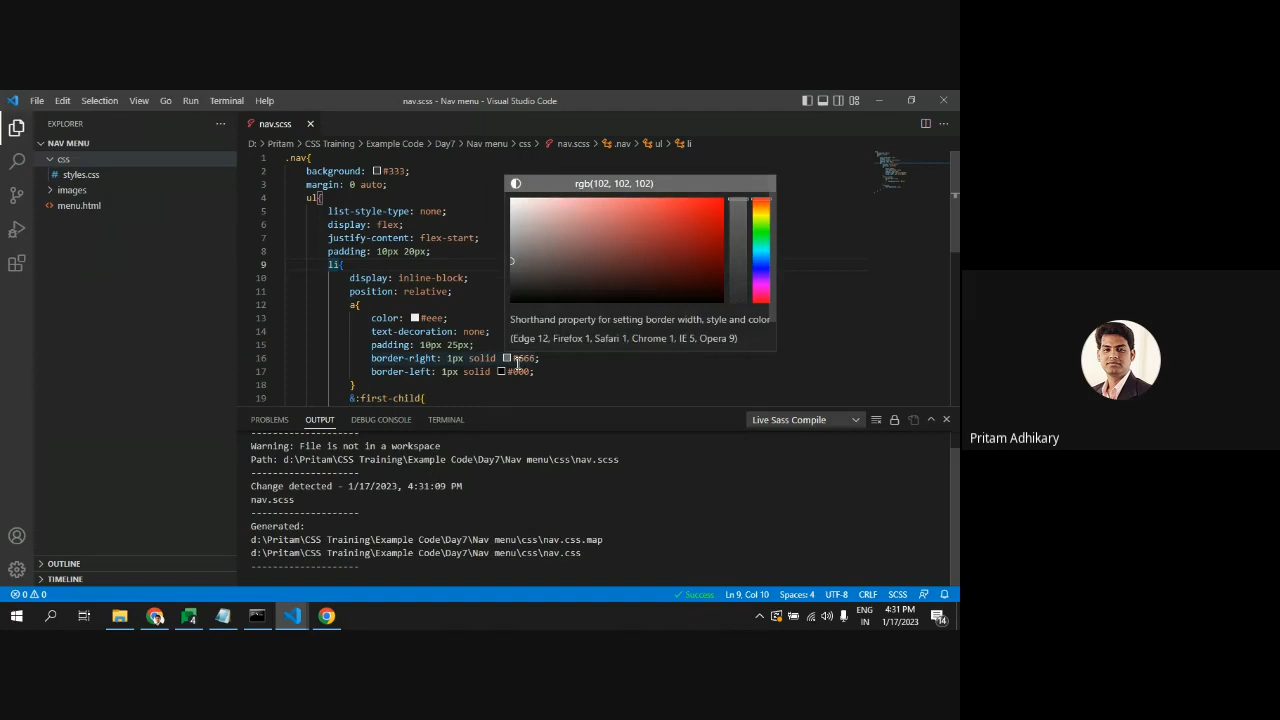 File Edit Selection View Go Run Terminal Help
nav.scss - Nav menu - Visual Studio Code
EXPLORER
nav.scss
NAV MENU
css
styles.css
images
menu.html
D: > Pritam > CSS Training > Example Code > Day7 > Nav menu > css > nav.scss > .nav > ul > li
1 .nav{
2 background: #333;
3 margin: 0 auto;
4 ul{
5 list-style-type: none;
6 display: flex;
7 justify-content: flex-start;
8 padding: 10px 20px;
9 li{
10 display: inline-block;
11 position: relative;
12 a{
13 color: #eee;
14 text-decoration: none;
15 padding: 10px 25px;
16 border-right: 1px solid #666;
17 border-left: 1px solid #000;
18 }
19 &:first-child{
rgb(102, 102, 102)
Shorthand property for setting border width, style and color
(Edge 12, Firefox 1, Safari 1, Chrome 1, IE 5, Opera 9)
PROBLEMS OUTPUT DEBUG CONSOLE TERMINAL
Live Sass Compile
--------------------
Warning: File is not in a workspace
Path: d:\Pritam\CSS Training\Example Code\Day7\Nav menu\css\nav.scss
--------------------
Change detected - 1/17/2023, 4:31:09 PM
nav.scss
--------------------
Generated:
d:\Pritam\CSS Training\Example Code\Day7\Nav menu\css\nav.css.map
d:\Pritam\CSS Training\Example Code\Day7\Nav menu\css\nav.css
--------------------
OUTLINE
TIMELINE
0 0
Success
Ln 9, Col 10
Spaces: 4
UTF-8
CRLF
SCSS
ENG
IN
4:31 PM
1/17/2023
14
Pritam Adhikary